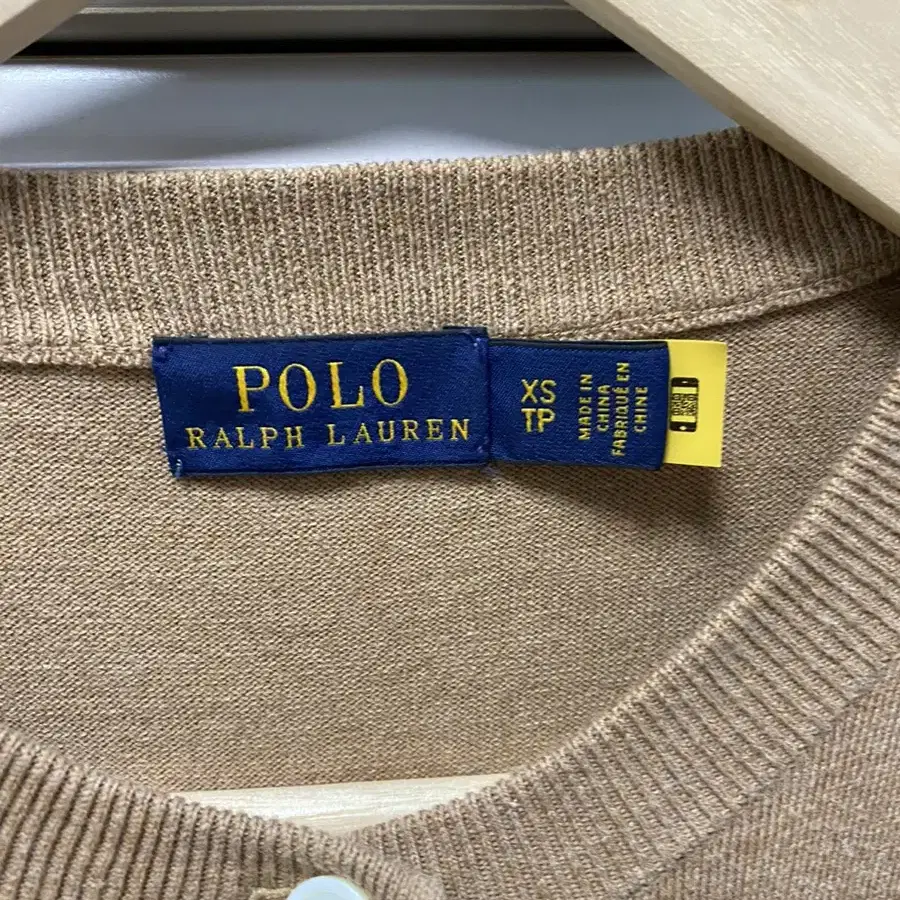 POLO
RALPH LAUREN
XS
TP
MADE IN
CHINA
FABRIQUÉ EN
CHINE